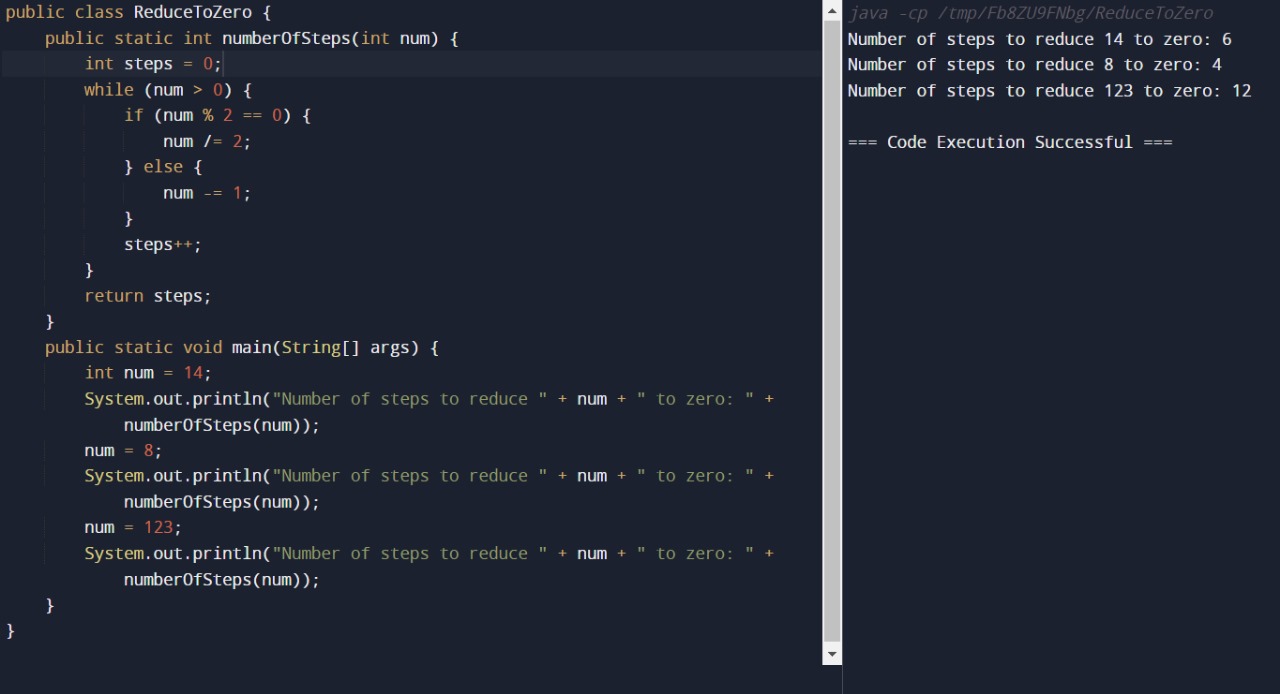 public class ReduceToZero {
    public static int numberOfSteps(int num) {
        int steps = 0;
        while (num > 0) {
            if (num % 2 == 0) {
                num /= 2;
            } else {
                num -= 1;
            }
            steps++;
        }
        return steps;
    }
    public static void main(String[] args) {
        int num = 14;
        System.out.println("Number of steps to reduce " + num + " to zero: " +
            numberOfSteps(num));
        num = 8;
        System.out.println("Number of steps to reduce " + num + " to zero: " +
            numberOfSteps(num));
        num = 123;
        System.out.println("Number of steps to reduce " + num + " to zero: " +
            numberOfSteps(num));
    }
}
java -cp /tmp/Fb8ZU9FNbg/ReduceToZero
Number of steps to reduce 14 to zero: 6
Number of steps to reduce 8 to zero: 4
Number of steps to reduce 123 to zero: 12
=== Code Execution Successful ===